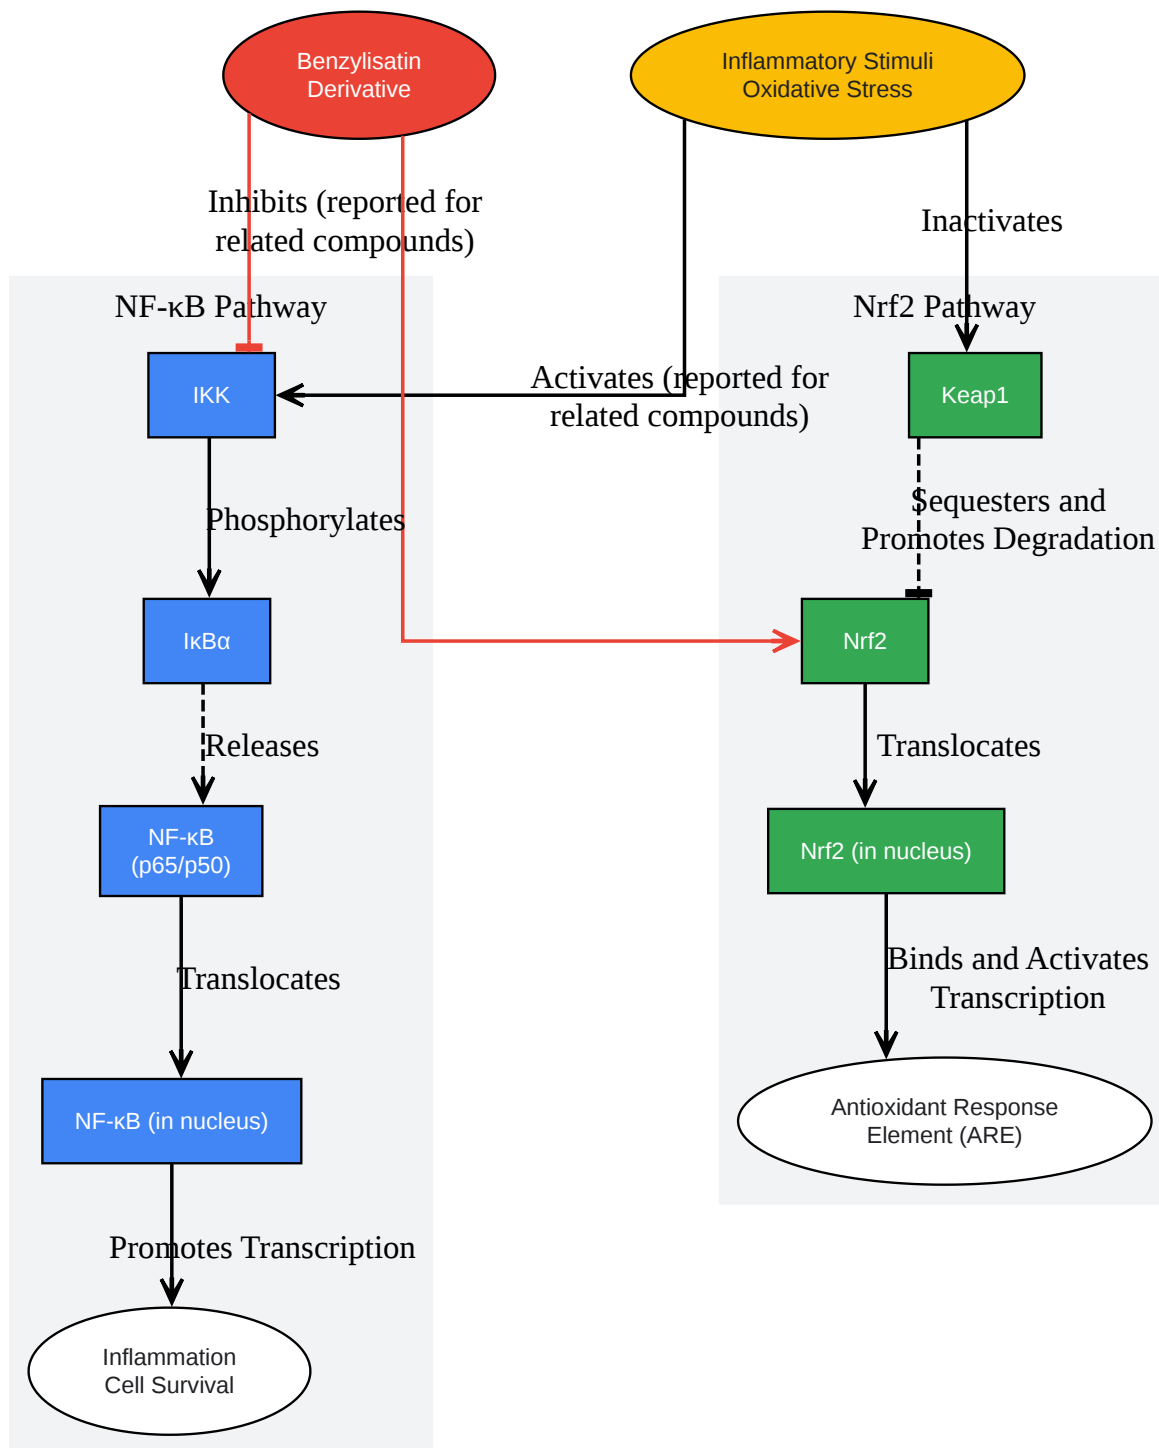 Benzylisatin
Derivative
Inflammatory Stimuli
Oxidative Stress
Inhibits (reported for
related compounds)
Inactivates
NF-κB Pathway
Nrf2 Pathway
IKK
Activates (reported for
related compounds)
Keap1
Phosphorylates
Sequesters and
Promotes Degradation
IκBα
Nrf2
Releases
Translocates
NF-κB
(p65/p50)
Nrf2 (in nucleus)
Translocates
Binds and Activates
Transcription
NF-κB (in nucleus)
Antioxidant Response
Element (ARE)
Promotes Transcription
Inflammation
Cell Survival